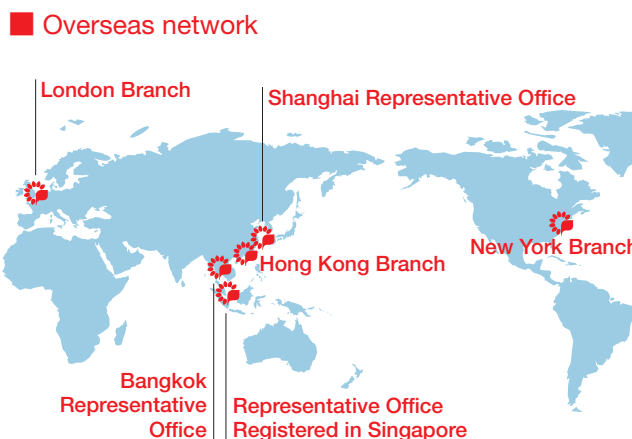 Overseas network
London Branch
Shanghai Representative Office
New York Branch
Hong Kong Branch
Bangkok
Representative
Office
Representative Office
Registered in Singapore